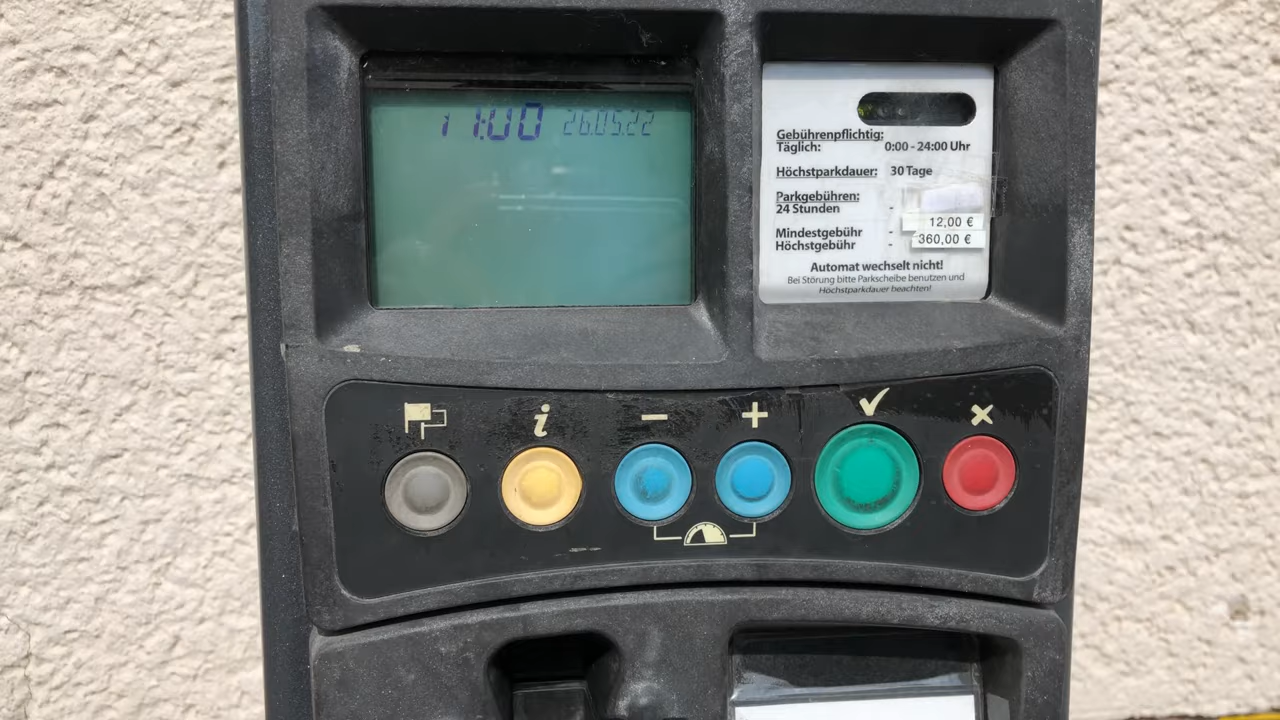 11:00 26.05.22
Gebührenpflichtig:
Täglich: 0:00 - 24:00 Uhr
Höchstparkdauer: 30 Tage
Parkgebühren:
24 Stunden -
12,00 €
Mindestgebühr -
Höchstgebühr - 360,00 €
Automat wechselt nicht!
Bei Störung bitte Parkscheibe benutzen und
Höchstparkdauer beachten!
i